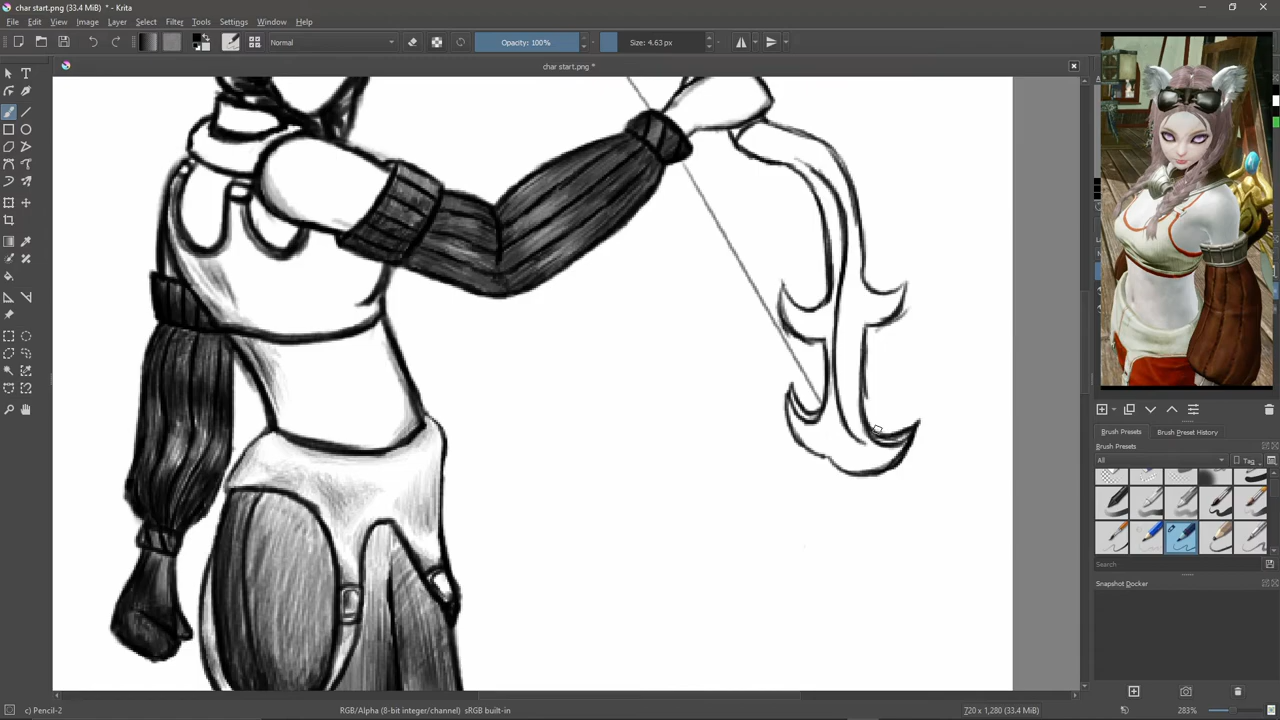 char start.png (33.4 MiB) * - Krita
File Edit View Image Layer Select Filter Tools Settings Window Help
Normal Opacity: 100% Size: 4.63 px
char start.png *
Brush Presets Brush Preset History
Brush Presets
All Tag
Search
Snapshot Docker
c) Pencil-2 RGB/Alpha (8-bit integer/channel) sRGB built-in 720 x 1,280 (33.4 MiB) 283%